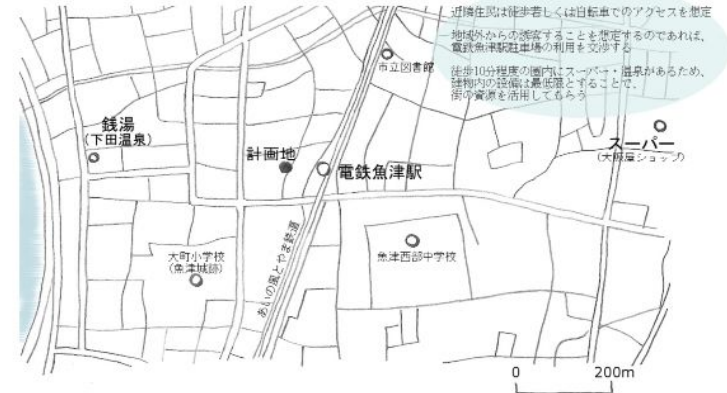 近隣住民は徒歩若しくは自転車でのアクセスを想定
地域外からの誘客することを想定するのであれば、
電鉄魚津駅駐車場の利用を交渉する
徒歩10分程度の圏内にスーパー・温泉があるため、
建物内の設備は最低限とすることで、
街の資源を活用してもらう
市立図書館
銭湯
(下田温泉)
計画地
電鉄魚津駅
スーパー
(大阪屋ショップ)
大町小学校
(魚津城跡)
あいの風とやま鉄道
魚津西部中学校
0 200m